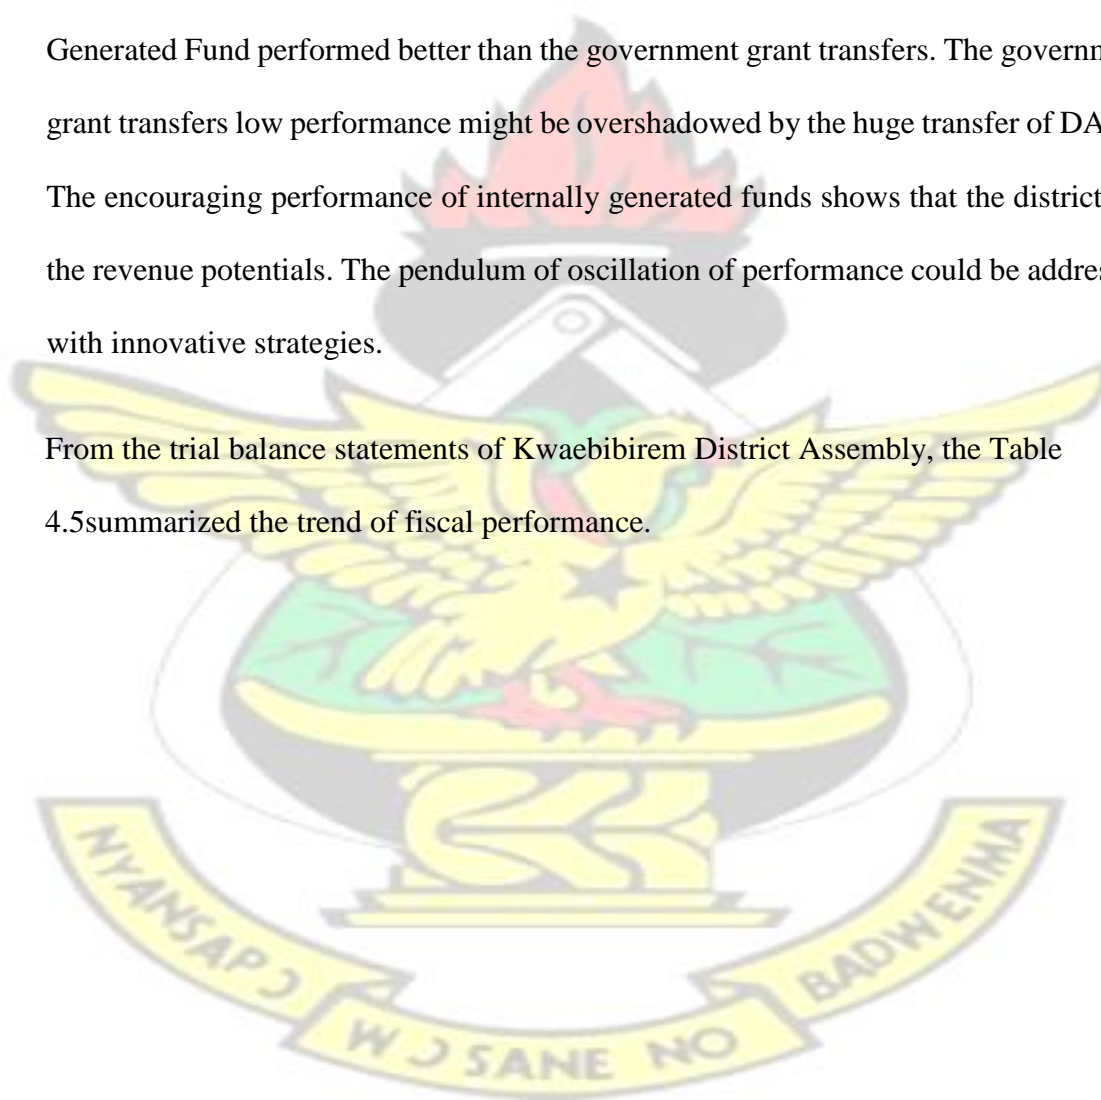 Generated Fund performed better than the government grant transfers. The governm
grant transfers low performance might be overshadowed by the huge transfer of DA
The encouraging performance of internally generated funds shows that the district
the revenue potentials. The pendulum of oscillation of performance could be addres
with innovative strategies.
From the trial balance statements of Kwaebibirem District Assembly, the Table
4.5summarized the trend of fiscal performance.
NYANSAPƆ
WƆSANE NO
BADWENMA